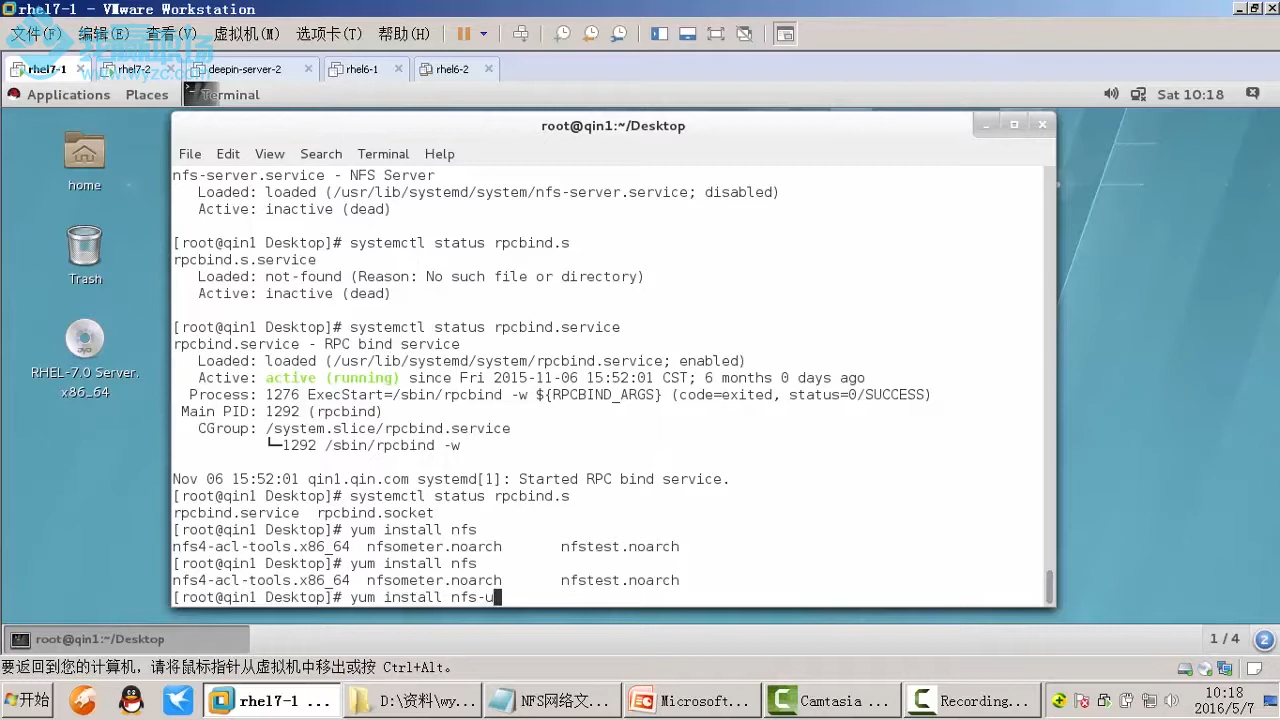 rhel7-1 - VMware Workstation
文件(F) 编辑(E) 查看(V) 虚拟机(M) 选项卡(T) 帮助(H)
www.wyzc.com
rhel7-1 rhel7-2 deepin-server-2 rhel6-1 rhel6-2
Applications Places Terminal Sat 10:18
root@qin1:~/Desktop
File Edit View Search Terminal Help
home
Trash
RHEL-7.0 Server.
x86_64
nfs-server.service - NFS Server
Loaded: loaded (/usr/lib/systemd/system/nfs-server.service; disabled)
Active: inactive (dead)
[root@qin1 Desktop]# systemctl status rpcbind.s
rpcbind.s.service
Loaded: not-found (Reason: No such file or directory)
Active: inactive (dead)
[root@qin1 Desktop]# systemctl status rpcbind.service
rpcbind.service - RPC bind service
Loaded: loaded (/usr/lib/systemd/system/rpcbind.service; enabled)
Active: active (running) since Fri 2015-11-06 15:52:01 CST; 6 months 0 days ago
Process: 1276 ExecStart=/sbin/rpcbind -w ${RPCBIND_ARGS} (code=exited, status=0/SUCCESS)
Main PID: 1292 (rpcbind)
CGroup: /system.slice/rpcbind.service
└─1292 /sbin/rpcbind -w
Nov 06 15:52:01 qin1.qin.com systemd[1]: Started RPC bind service.
[root@qin1 Desktop]# systemctl status rpcbind.s
rpcbind.service rpcbind.socket
[root@qin1 Desktop]# yum install nfs
nfs4-acl-tools.x86_64 nfsometer.noarch nfstest.noarch
[root@qin1 Desktop]# yum install nfs
nfs4-acl-tools.x86_64 nfsometer.noarch nfstest.noarch
[root@qin1 Desktop]# yum install nfs-u
root@qin1:~/Desktop 1 / 4 2
要返回到您的计算机，请将鼠标指针从虚拟机中移出或按 Ctrl+Alt。
开始 rhel7-1 ... D:\资料\wy... NFS网络文... Microsoft... Camtasia ... Recording... 10:18
2016/5/7